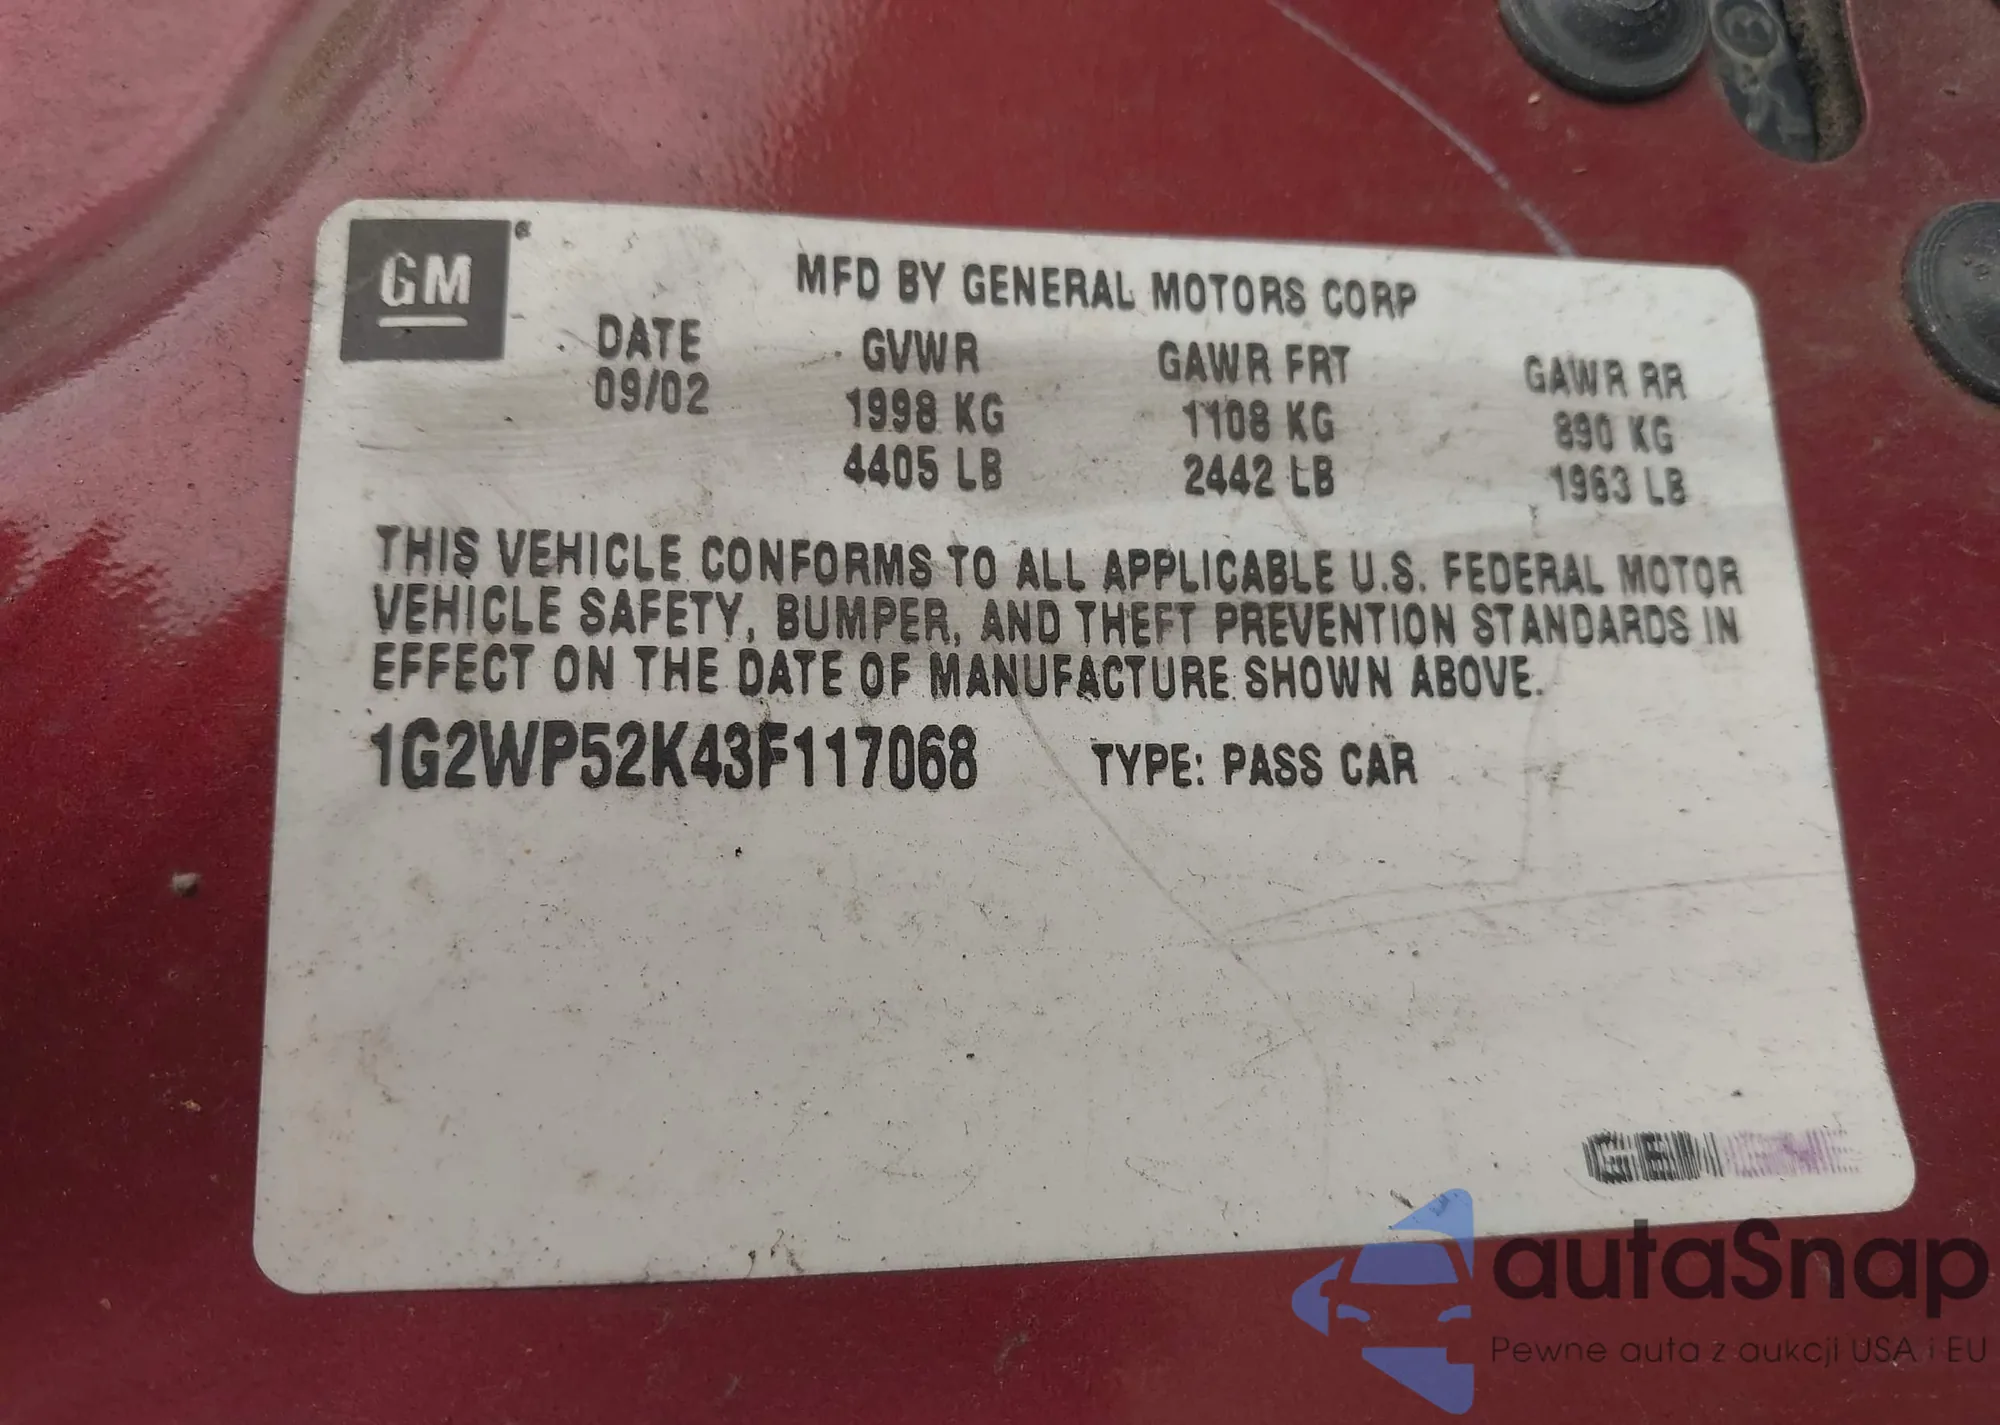 GM
MFD BY GENERAL MOTORS CORP
DATE GVWR GAWR FRT GAWR RR
09/02 1998 KG 1108 KG 890 KG
4405 LB 2442 LB 1963 LB
THIS VEHICLE CONFORMS TO ALL APPLICABLE U.S. FEDERAL MOTOR
VEHICLE SAFETY, BUMPER, AND THEFT PREVENTION STANDARDS IN
EFFECT ON THE DATE OF MANUFACTURE SHOWN ABOVE.
1G2WP52K43F117068 TYPE: PASS CAR
autaSnap
Pewne auta z aukcji USA i EU